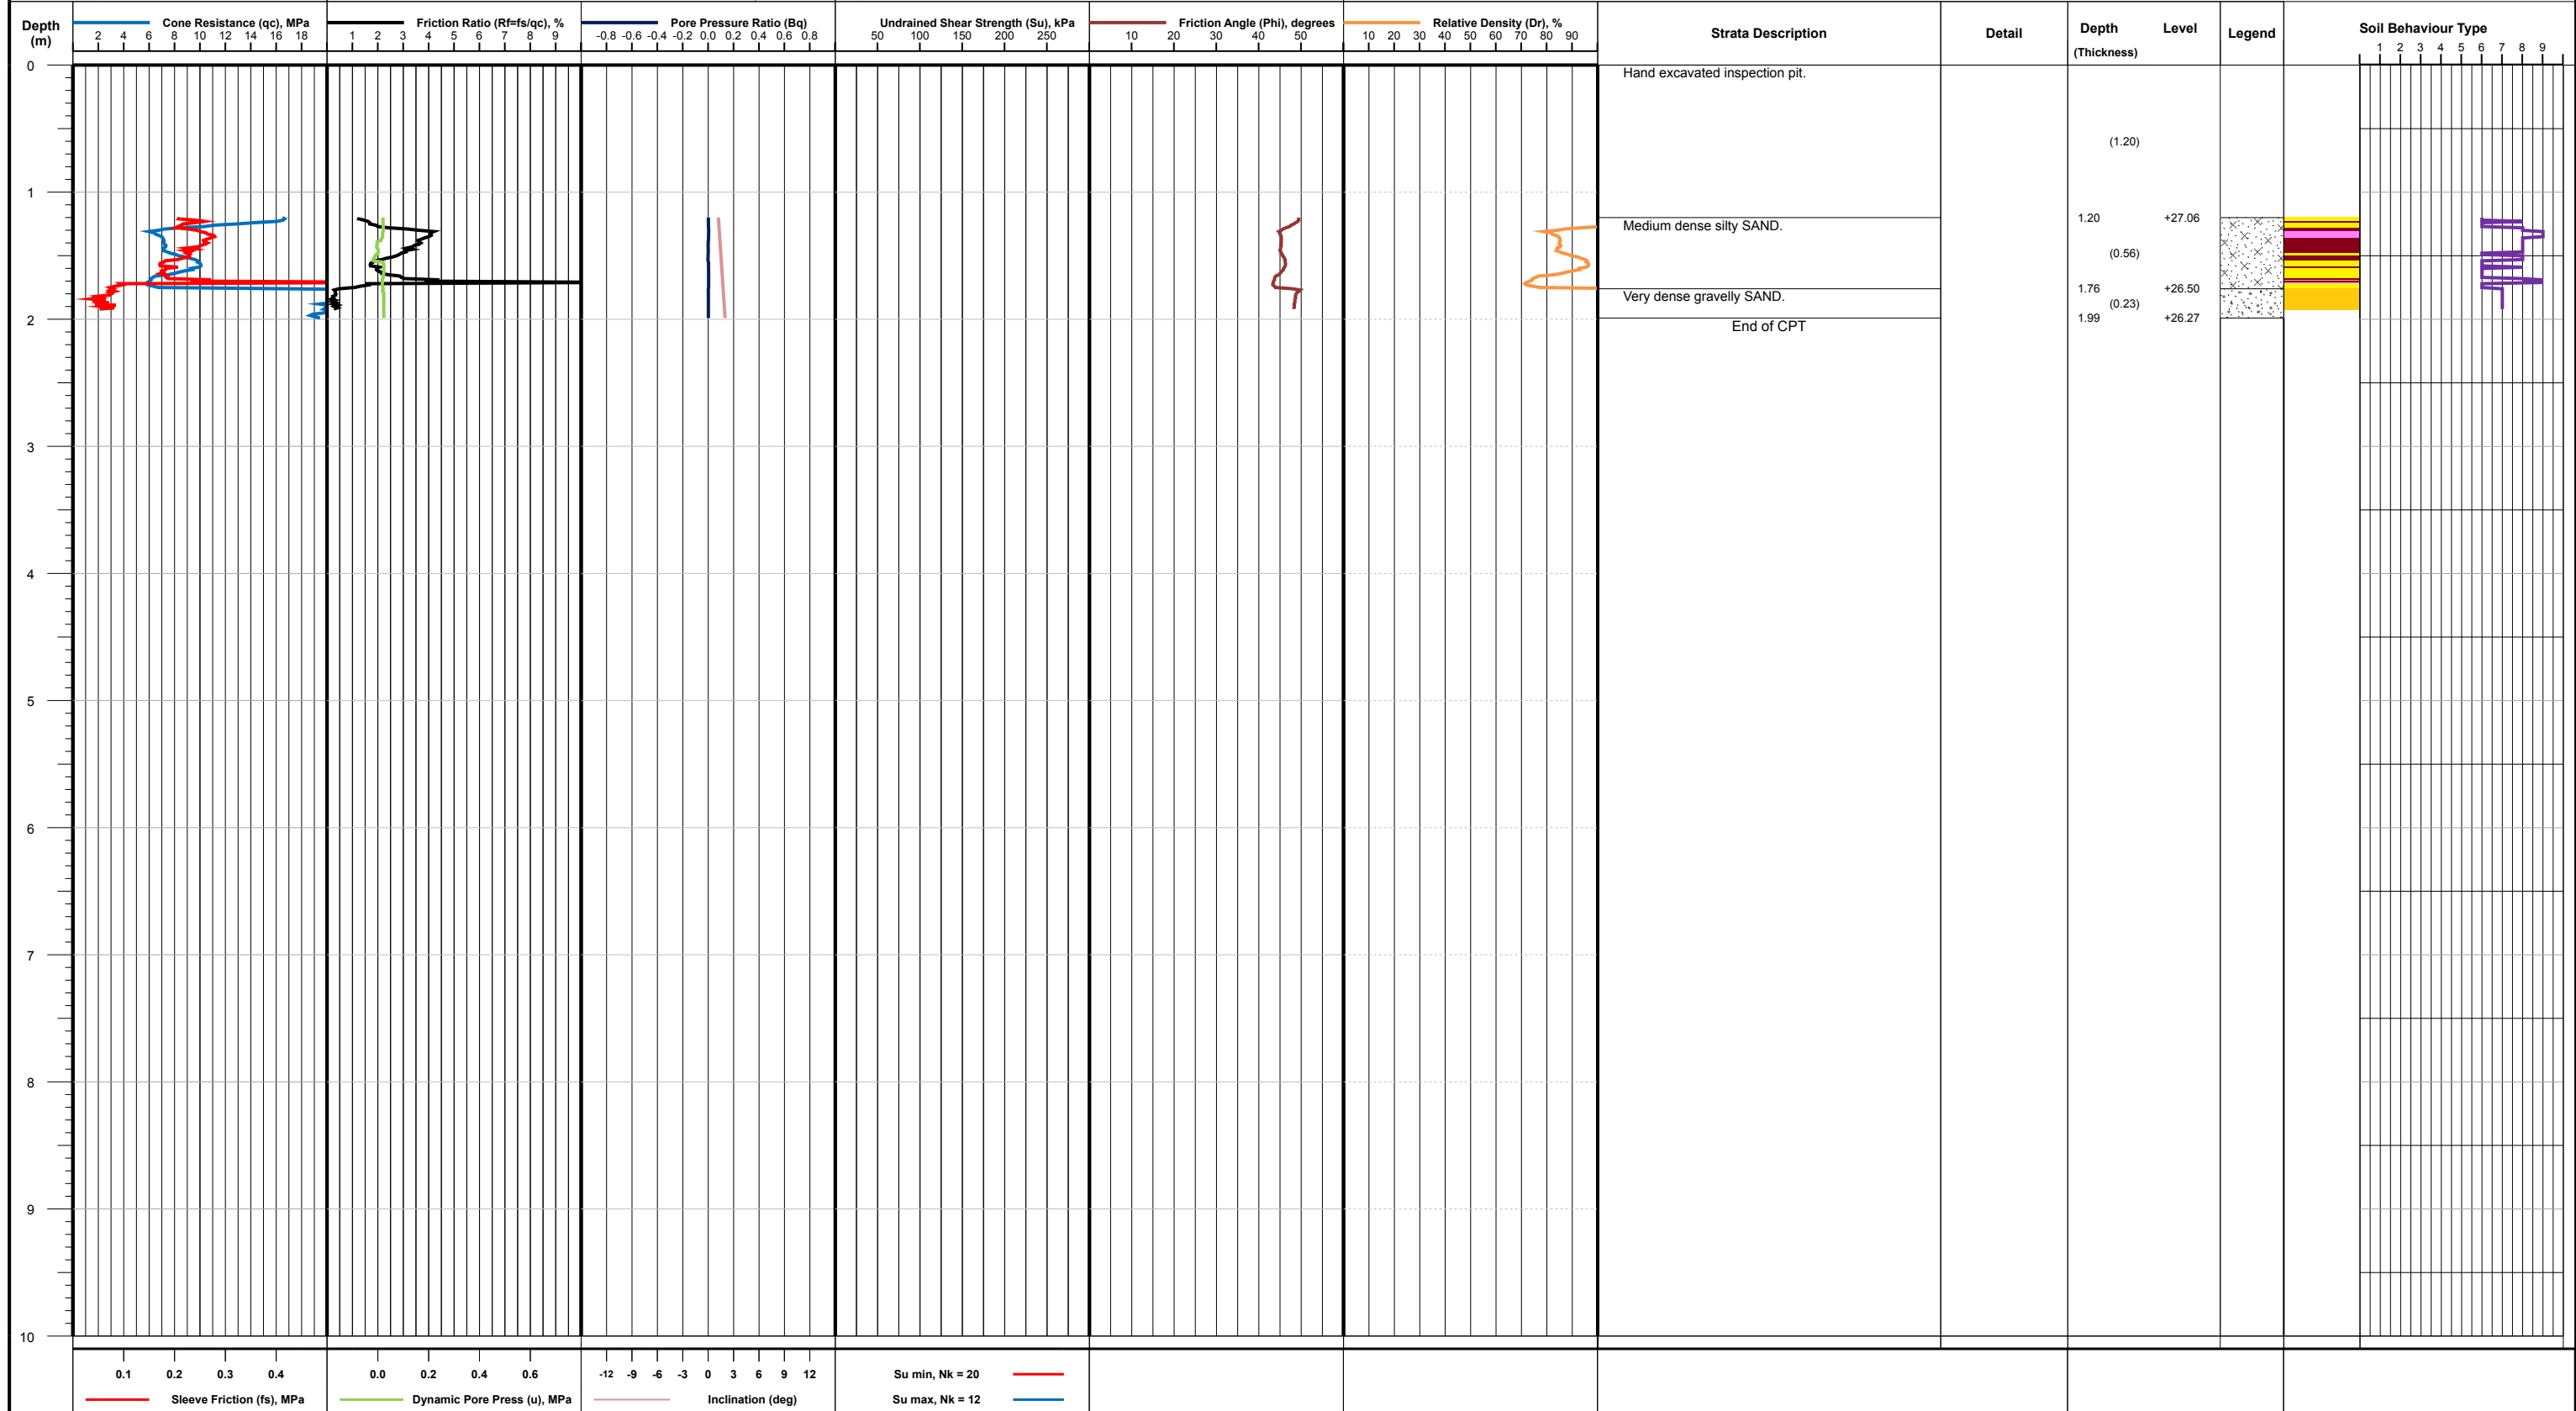 Depth (m)
Cone Resistance (qc), MPa
2 4 6 8 10 12 14 16 18
Friction Ratio (Rf=fs/qc), %
1 2 3 4 5 6 7 8 9
Pore Pressure Ratio (Bq)
-0.8 -0.6 -0.4 -0.2 0.0 0.2 0.4 0.6 0.8
Undrained Shear Strength (Su), kPa
50 100 150 200 250
Friction Angle (Phi), degrees
10 20 30 40 50
Relative Density (Dr), %
10 20 30 40 50 60 70 80 90
Strata Description
Detail
Depth
(Thickness)
Level
Legend
Soil Behaviour Type
1 2 3 4 5 6 7 8 9
0
Hand excavated inspection pit.
(1.20)
1
1.20 +27.06
Medium dense silty SAND.
(0.56)
1.76 +26.50
Very dense gravelly SAND.
(0.23)
1.99 +26.27
2
End of CPT
3
4
5
6
7
8
9
10
0.1 0.2 0.3 0.4
Sleeve Friction (fs), MPa
0.0 0.2 0.4 0.6
Dynamic Pore Press (u), MPa
-12 -9 -6 -3 0 3 6 9 12
Inclination (deg)
Su min, Nk = 20
Su max, Nk = 12